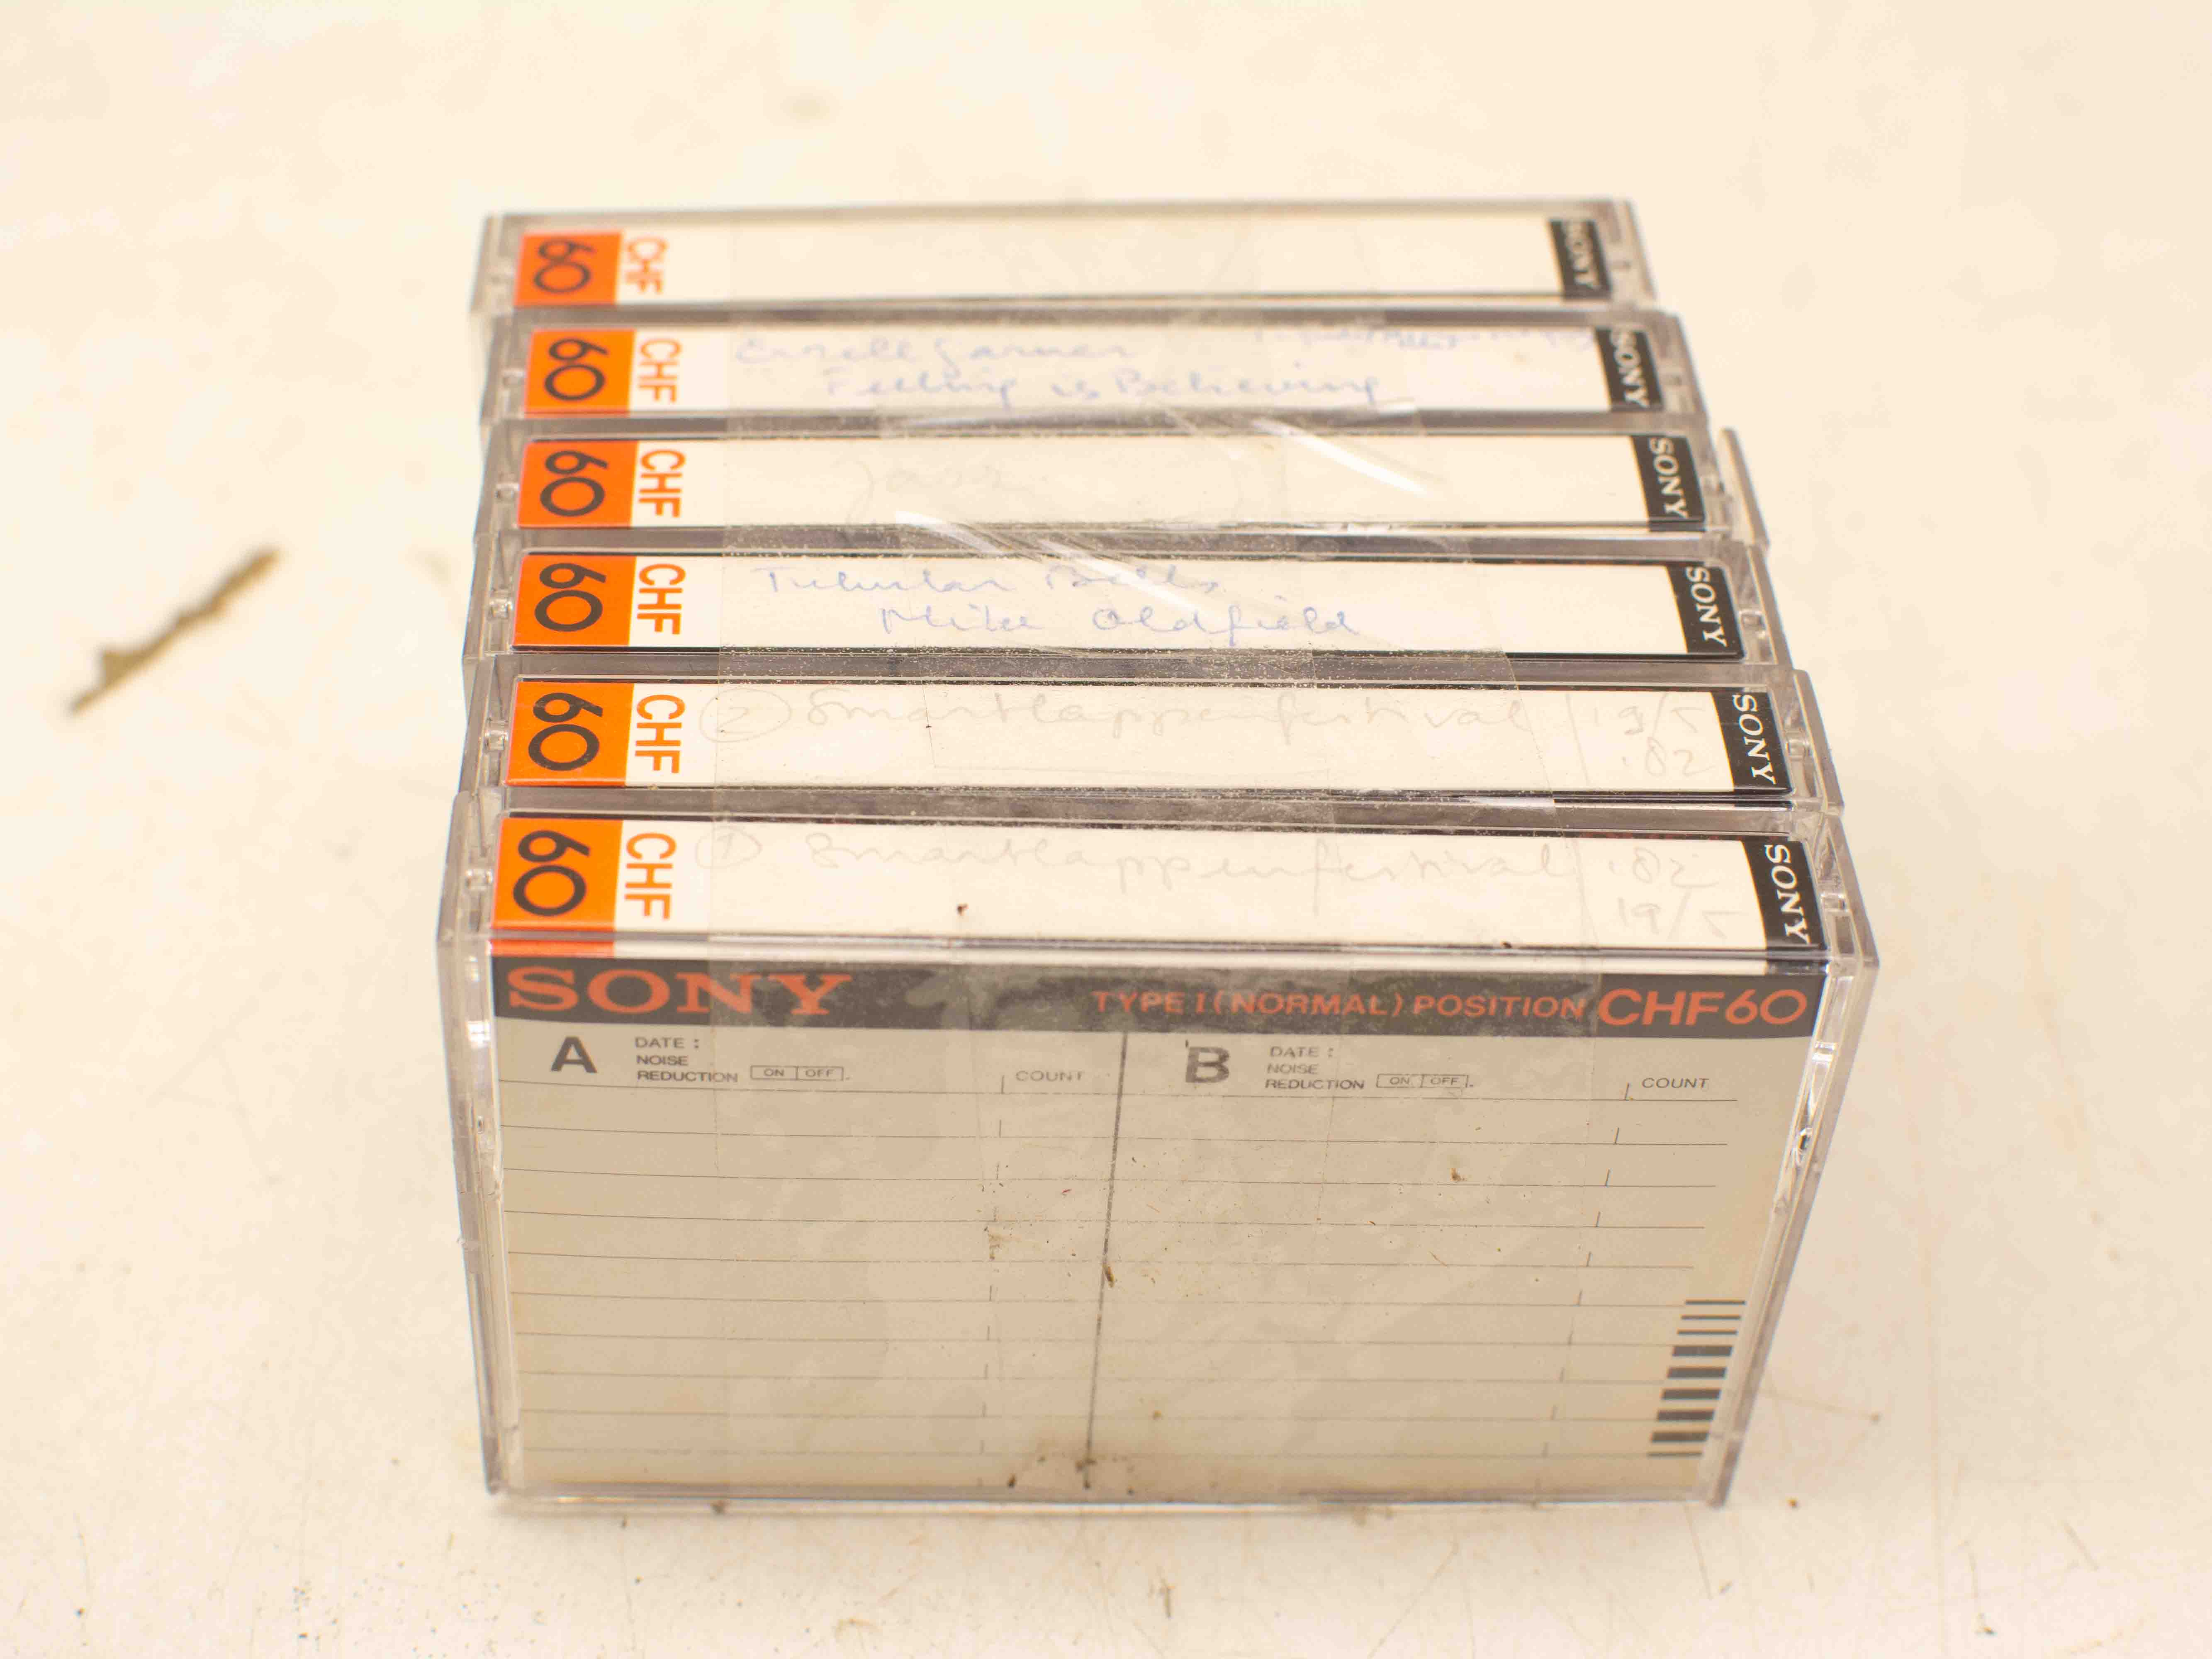 60 CHF SONY
60 CHF Erroll Garner SONY
Feeling is Believing
60 CHF Jazz SONY
60 CHF Tubular Bells SONY
Mike Oldfield
60 CHF 2 Smartlappenfestival 19/5 SONY
.82
60 CHF 1 Smartlappenfestival .82 SONY
19/5
SONY TYPE I (NORMAL) POSITION CHF60
A DATE : B DATE :
NOISE NOISE
REDUCTION ON OFF. COUNT REDUCTION ON OFF. COUNT